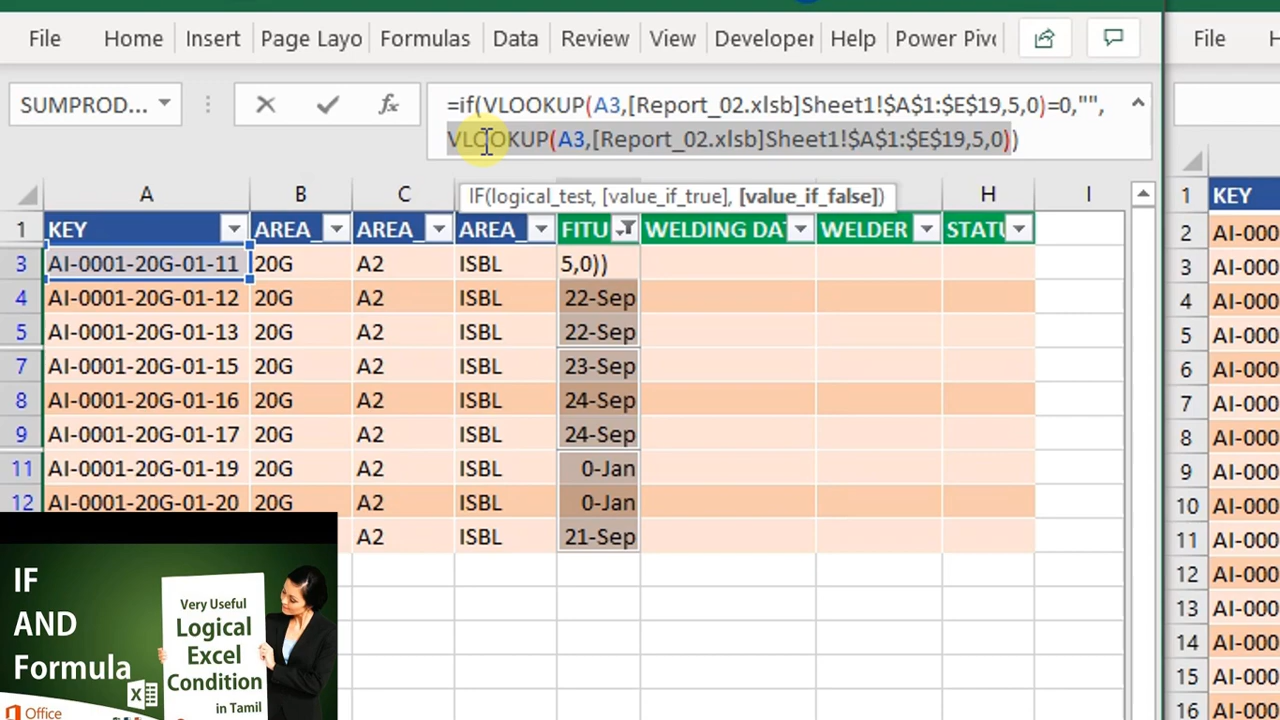 File Home Insert Page Layo Formulas Data Review View Developer Help Power Piv File
SUMPROD... fx =if(VLOOKUP(A3,[Report_02.xlsb]Sheet1!$A$1:$E$19,5,0)=0,"",
VLOOKUP(A3,[Report_02.xlsb]Sheet1!$A$1:$E$19,5,0))
IF(logical_test, [value_if_true], [value_if_false])
A B C H I
1 KEY AREA_ AREA_ AREA_ FITU WELDING DAT WELDER STATU
3 AI-0001-20G-01-11 20G A2 ISBL 5,0))
4 AI-0001-20G-01-12 20G A2 ISBL 22-Sep
5 AI-0001-20G-01-13 20G A2 ISBL 22-Sep
7 AI-0001-20G-01-15 20G A2 ISBL 23-Sep
8 AI-0001-20G-01-16 20G A2 ISBL 24-Sep
9 AI-0001-20G-01-17 20G A2 ISBL 24-Sep
11 AI-0001-20G-01-19 20G A2 ISBL 0-Jan
12 AI-0001-20G-01-20 20G A2 ISBL 0-Jan
A2 ISBL 21-Sep
1 KEY
2 AI-000
3 AI-000
4 AI-000
5 AI-000
6 AI-000
7 AI-000
8 AI-000
9 AI-000
10 AI-000
11 AI-000
12 AI-000
13 AI-000
14 AI-000
15 AI-000
16 AI-000
IF
AND
Formula
Office
Very Useful
Logical
Excel
Condition
in Tamil